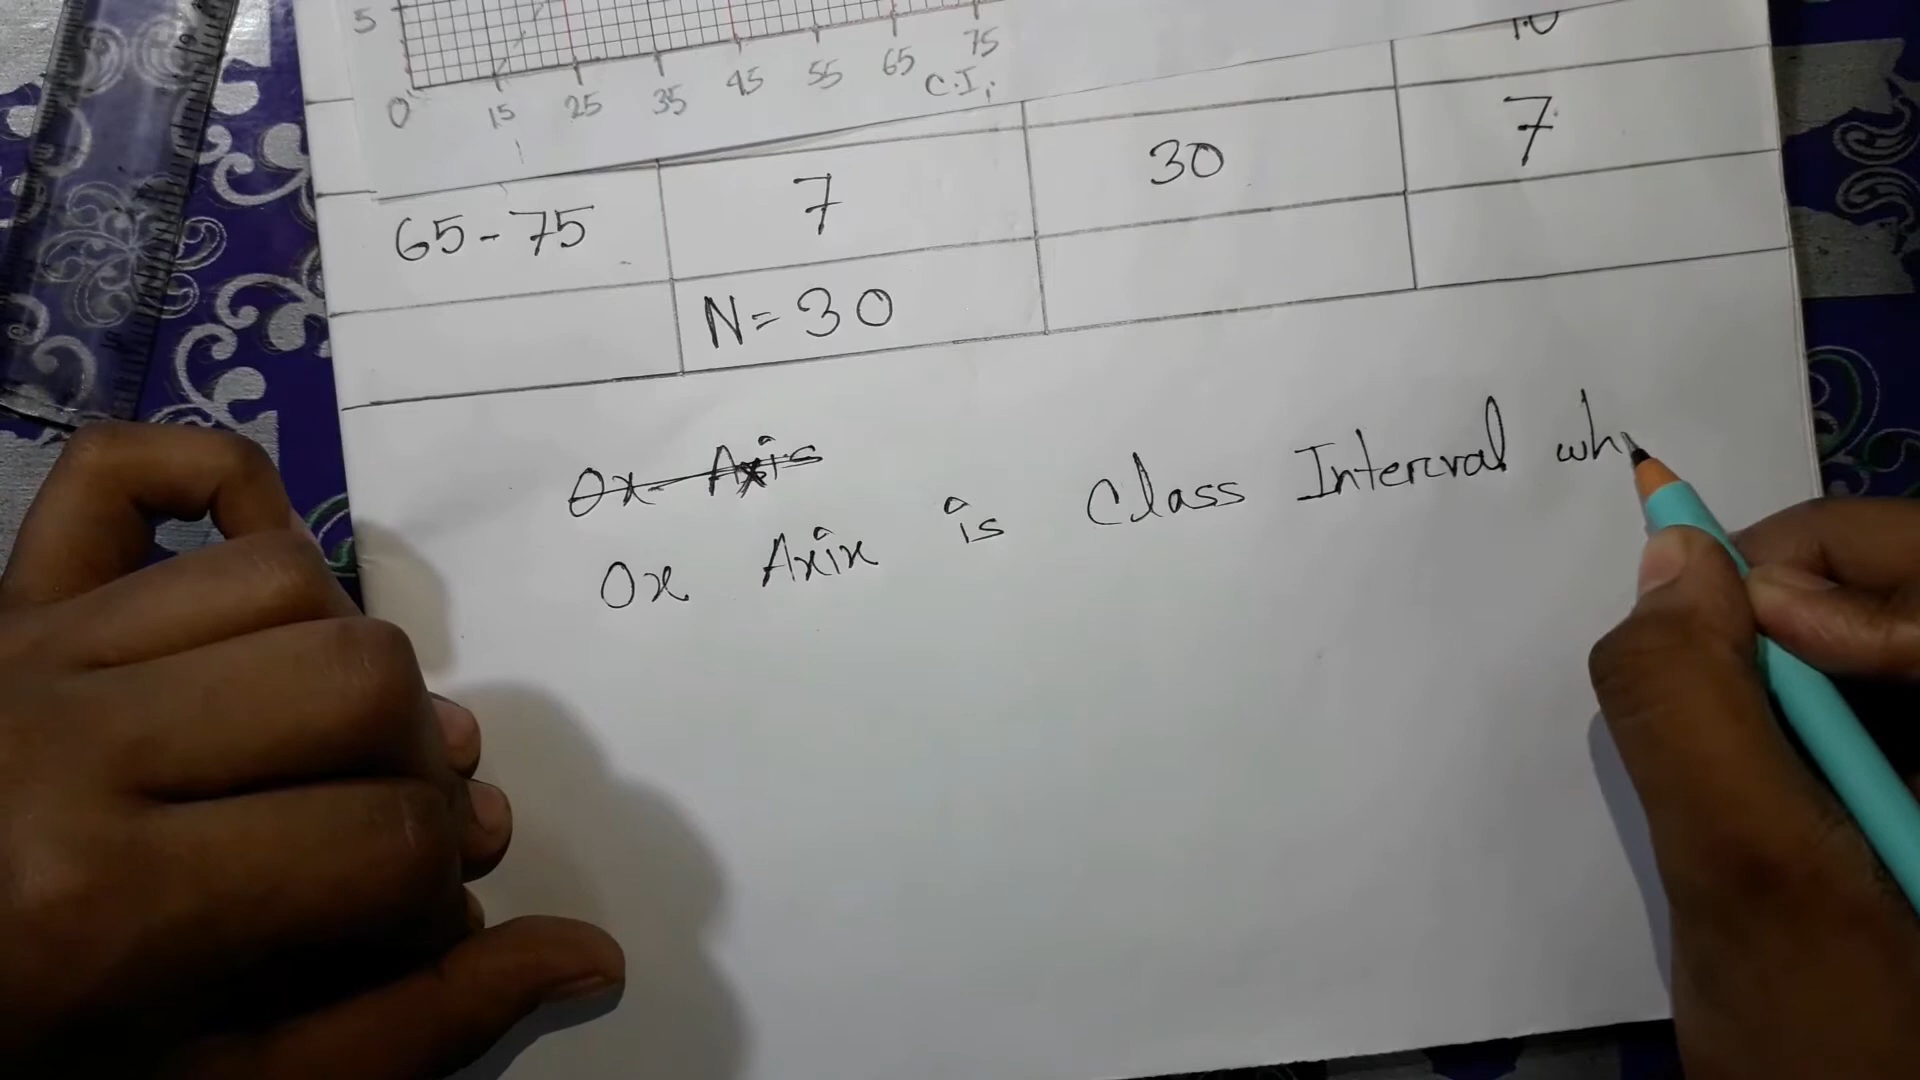 5
0 15 25 35 45 55 65 75
C.I.
10
65-75 7 30 7
N=30
Ox Axis
Ox Axix is Class Interval wh